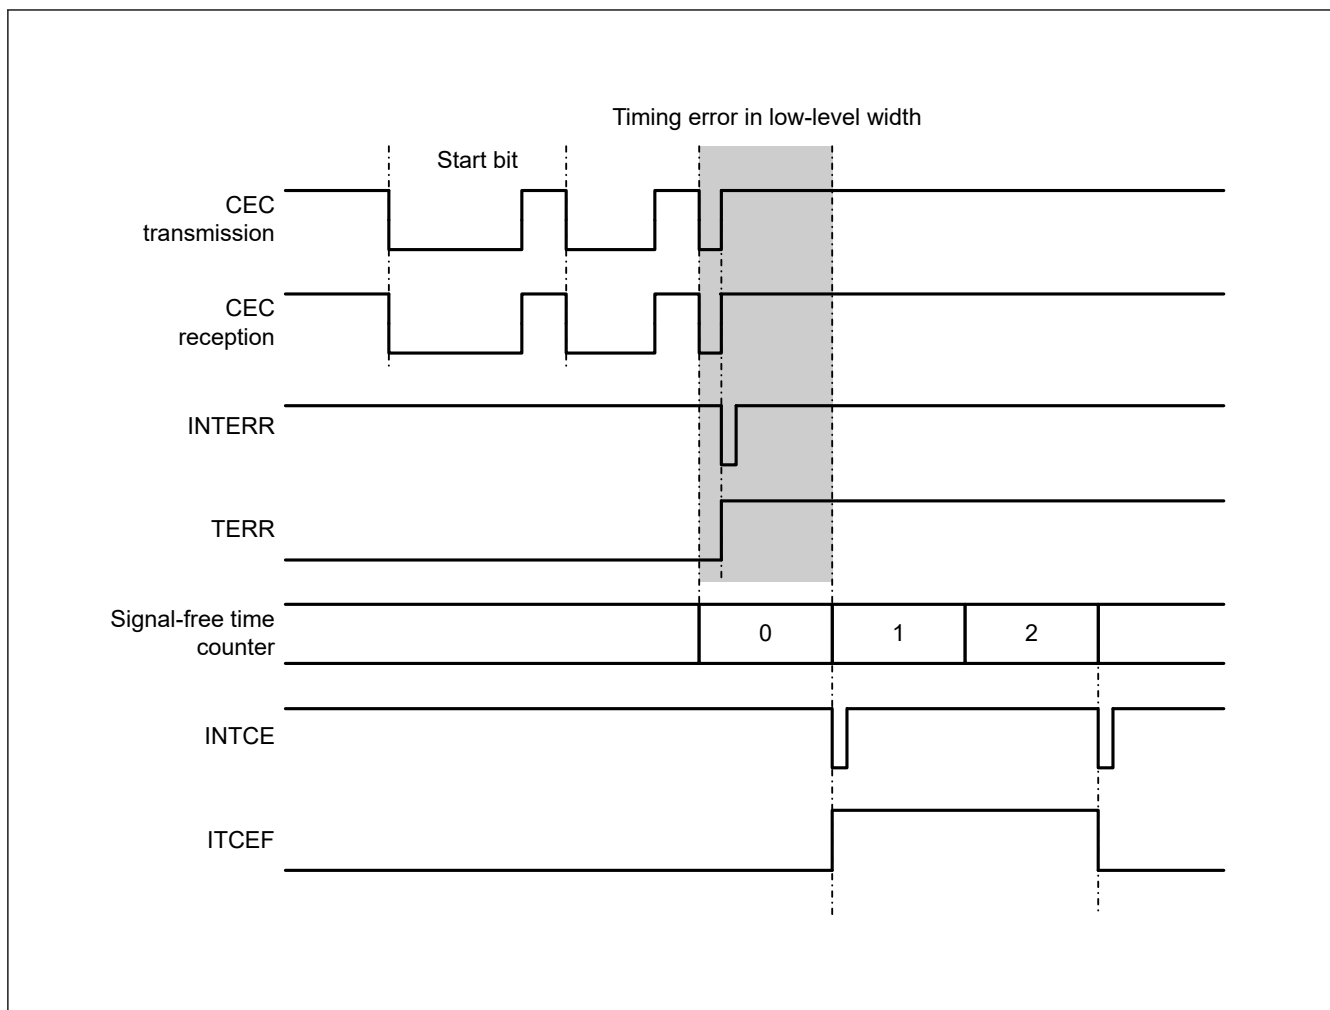 Timing error in low-level width
Start bit
CEC
transmission
CEC
reception
INTERR
TERR
Signal-free time
counter
0
1
2
INTCE
ITCEF